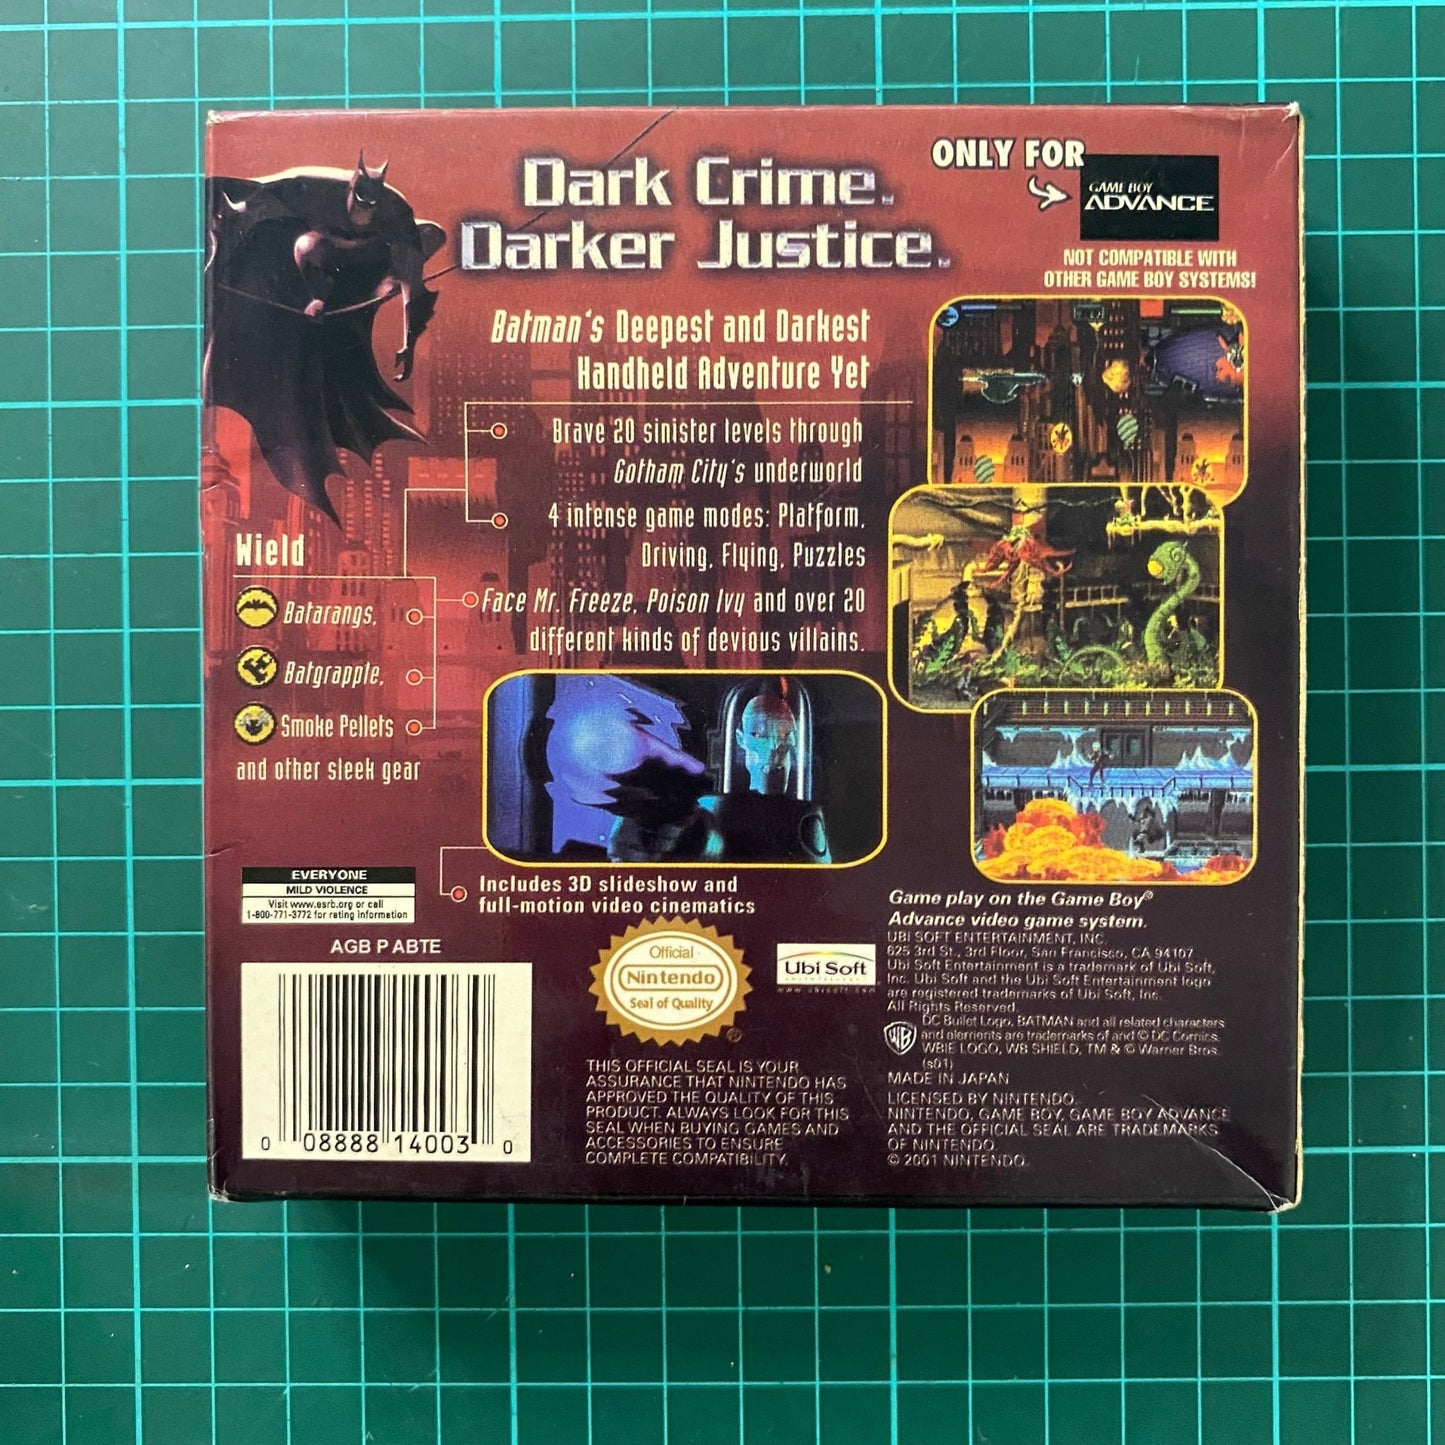 Dark Crime.
Darker Justice.
ONLY FOR
GAME BOY
ADVANCE
NOT COMPATIBLE WITH
OTHER GAME BOY SYSTEMS!
Batman's Deepest and Darkest
Handheld Adventure Yet
Brave 20 sinister levels through
Gotham City's underworld
4 intense game modes: Platform,
Driving, Flying, Puzzles
Face Mr. Freeze, Poison Ivy and over 20
different kinds of devious villains.
Wield
Batarangs,
Batgrapple,
Smoke Pellets
and other sleek gear
Includes 3D slideshow and
full-motion video cinematics
EVERYONE
MILD VIOLENCE
Visit www.esrb.org or call
1-800-771-3772 for rating information
AGB P ABTE
0 08888 14003 0
Official
Nintendo
Seal of Quality
®
THIS OFFICIAL SEAL IS YOUR
ASSURANCE THAT NINTENDO HAS
APPROVED THE QUALITY OF THIS
PRODUCT. ALWAYS LOOK FOR THIS
SEAL WHEN BUYING GAMES AND
ACCESSORIES TO ENSURE
COMPLETE COMPATIBILITY.
Ubi Soft
Game play on the Game Boy®
Advance video game system.
UBI SOFT ENTERTAINMENT, INC.
625 3rd St., 3rd Floor, San Francisco, CA 94107
Ubi Soft Entertainment is a trademark of Ubi Soft,
Inc. Ubi Soft and the Ubi Soft Entertainment logo
are registered trademarks of Ubi Soft, Inc.
All Rights Reserved.
WB
DC Bullet Logo, BATMAN and all related characters
and elements are trademarks of and © DC Comics.
WBIE LOGO, WB SHIELD, TM & © Warner Bros.
(s01)
MADE IN JAPAN
LICENSED BY NINTENDO.
NINTENDO, GAME BOY, GAME BOY ADVANCE
AND THE OFFICIAL SEAL ARE TRADEMARKS
OF NINTENDO.
© 2001 NINTENDO.